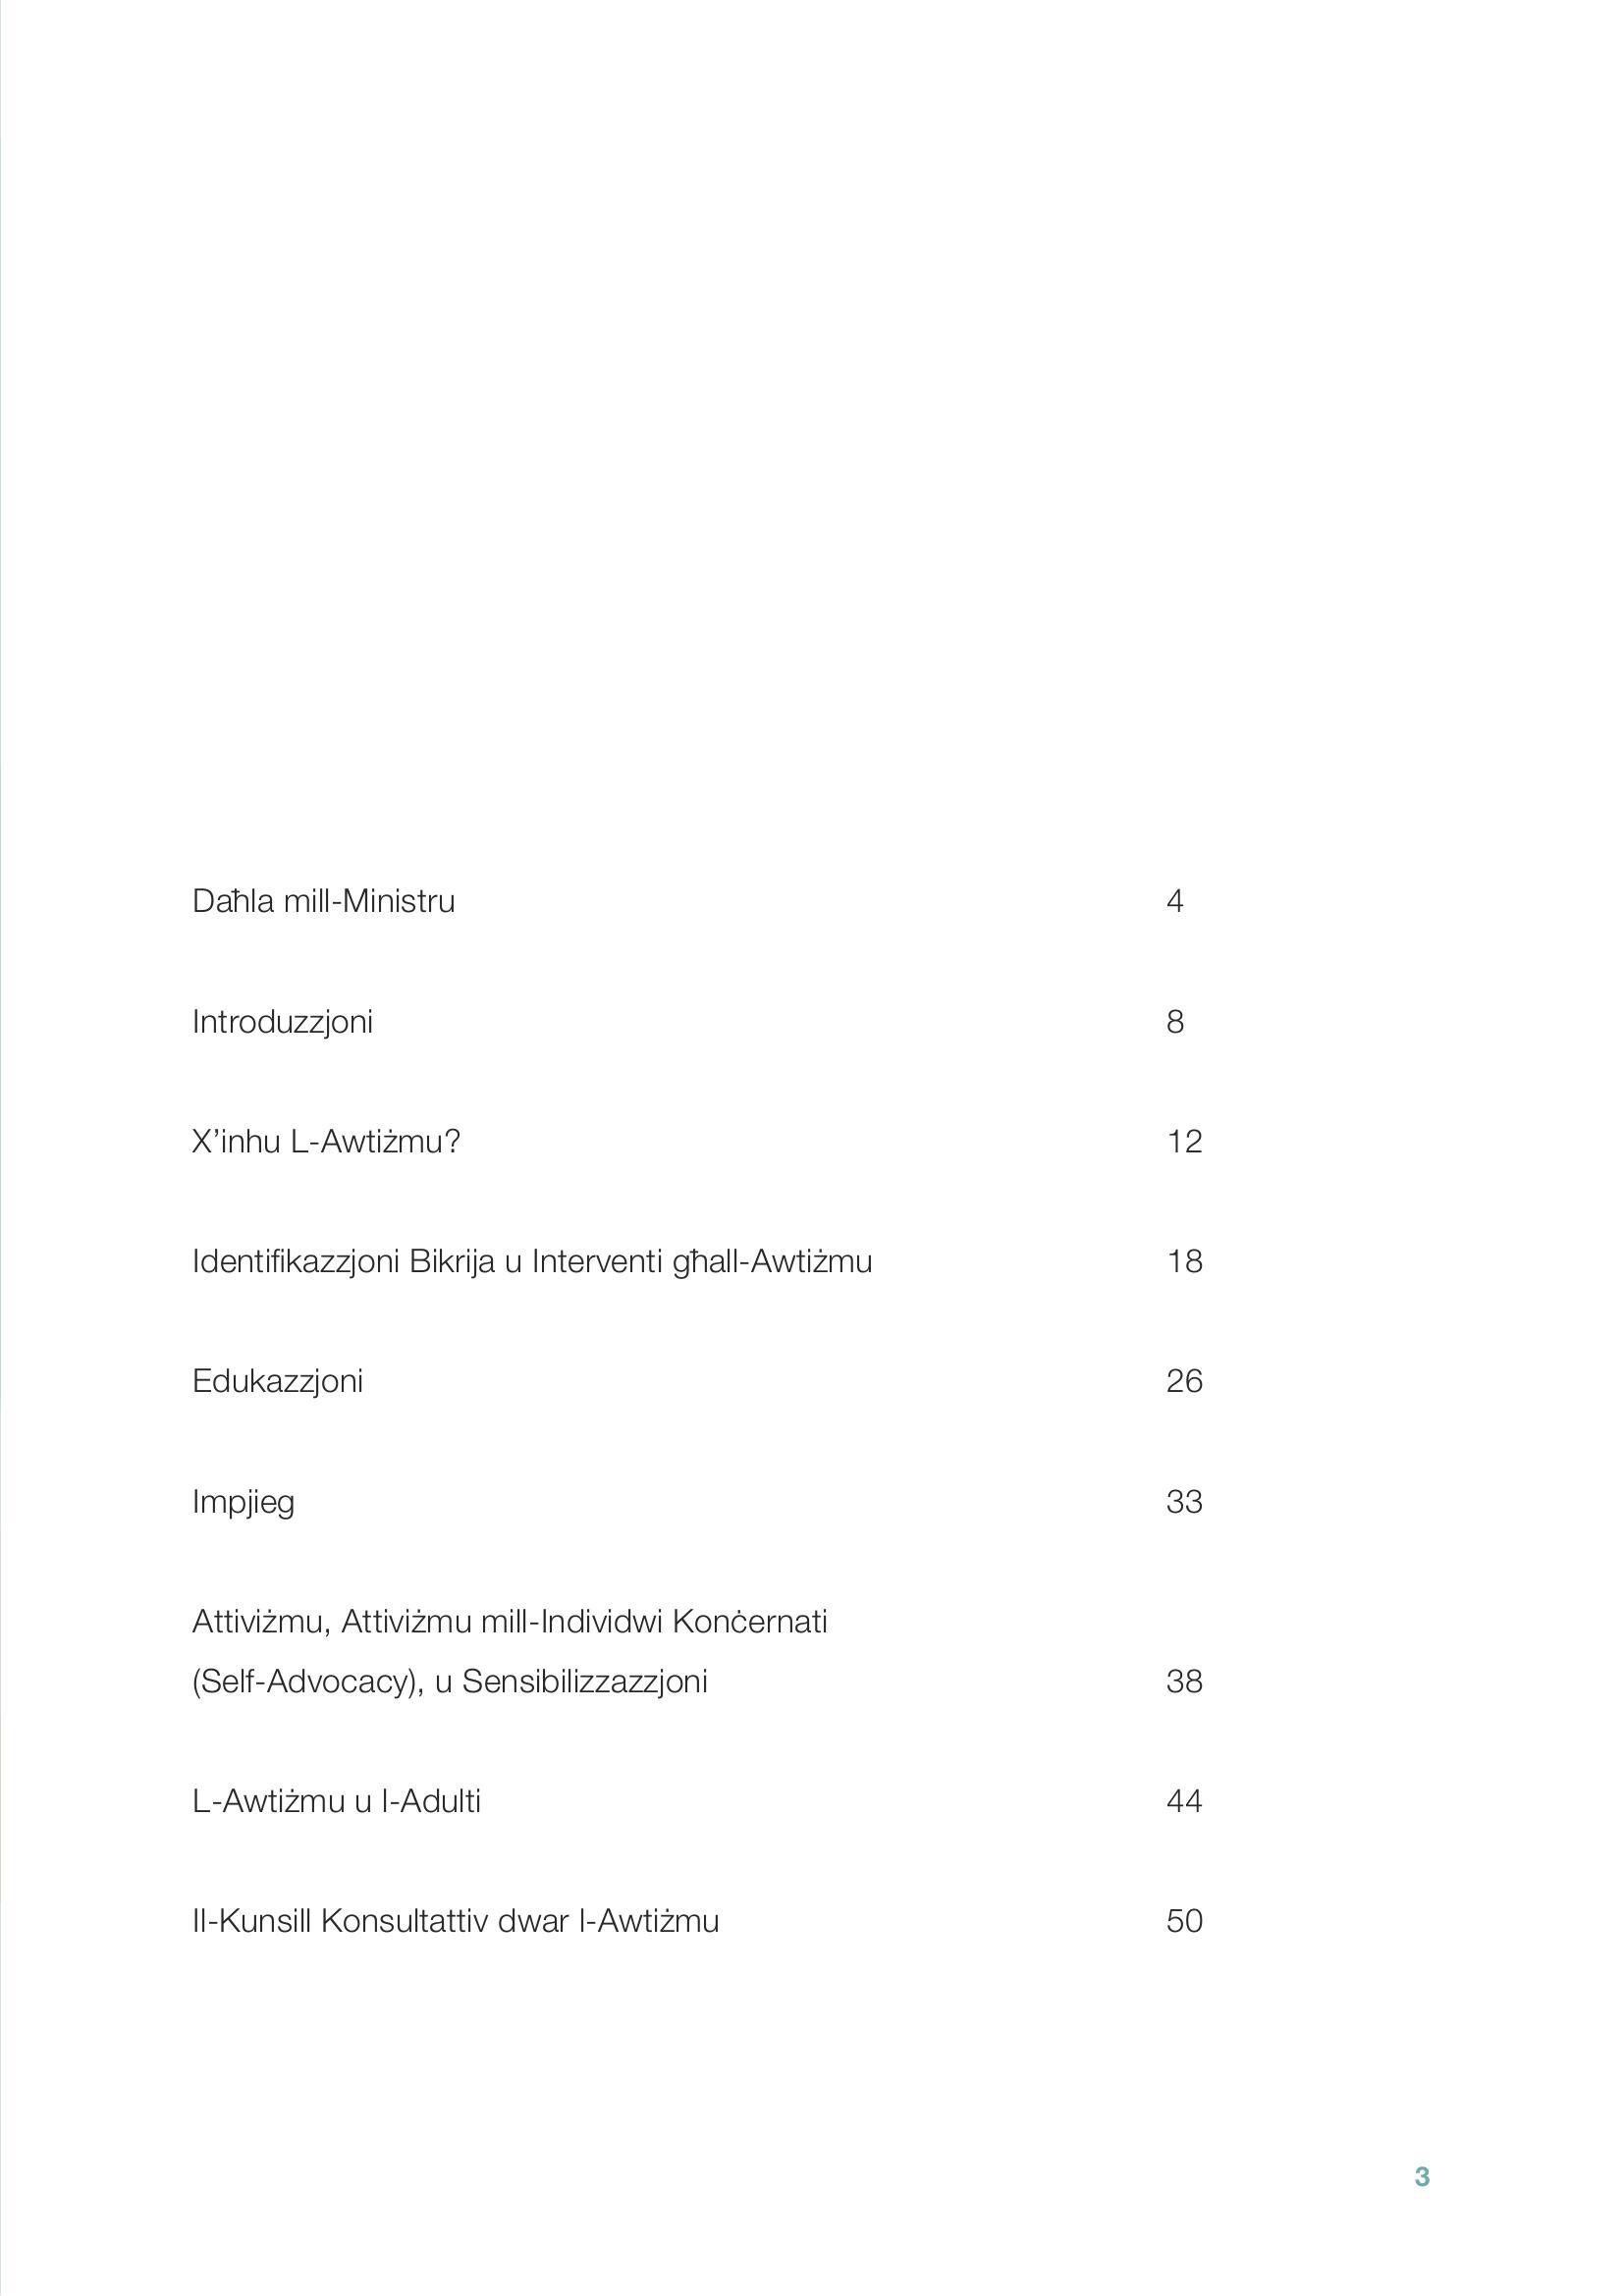 Daħla mill-Ministru 4
Introduzzjoni 8
X’inhu L-Awtiżmu? 12
Identifikazzjoni Bikrija u Interventi għall-Awtiżmu 18
Edukazzjoni 26
Impjieg 33
Attiviżmu, Attiviżmu mill-Individwi Konċernati
(Self-Advocacy), u Sensibilizzazzjoni 38
L-Awtiżmu u l-Adulti 44
Il-Kunsill Konsultattiv dwar l-Awtiżmu 50
3